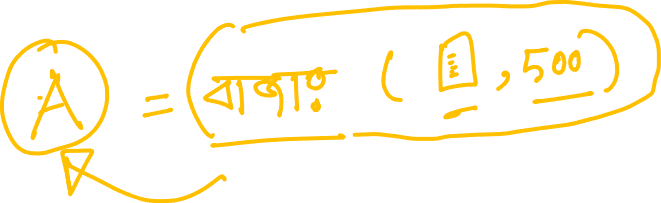 A = বাজার (, 500)